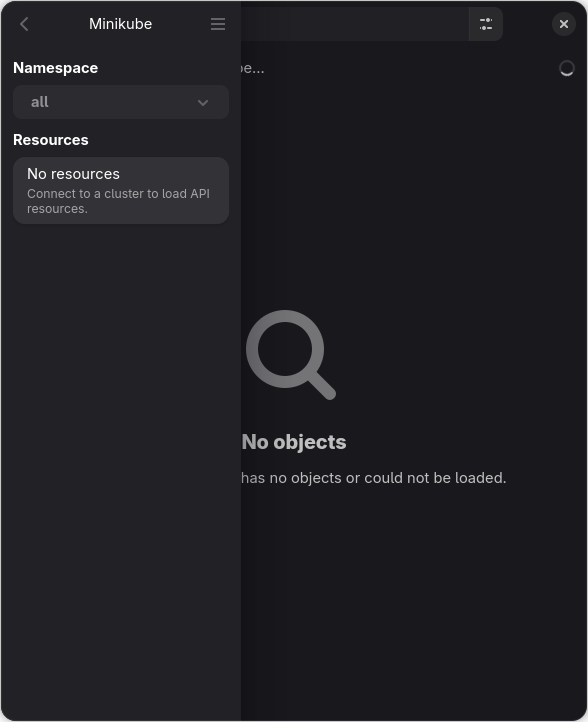 Minikube
Namespace
be...
all
Resources
No resources
Connect to a cluster to load API
resources.
No objects
has no objects or could not be loaded.